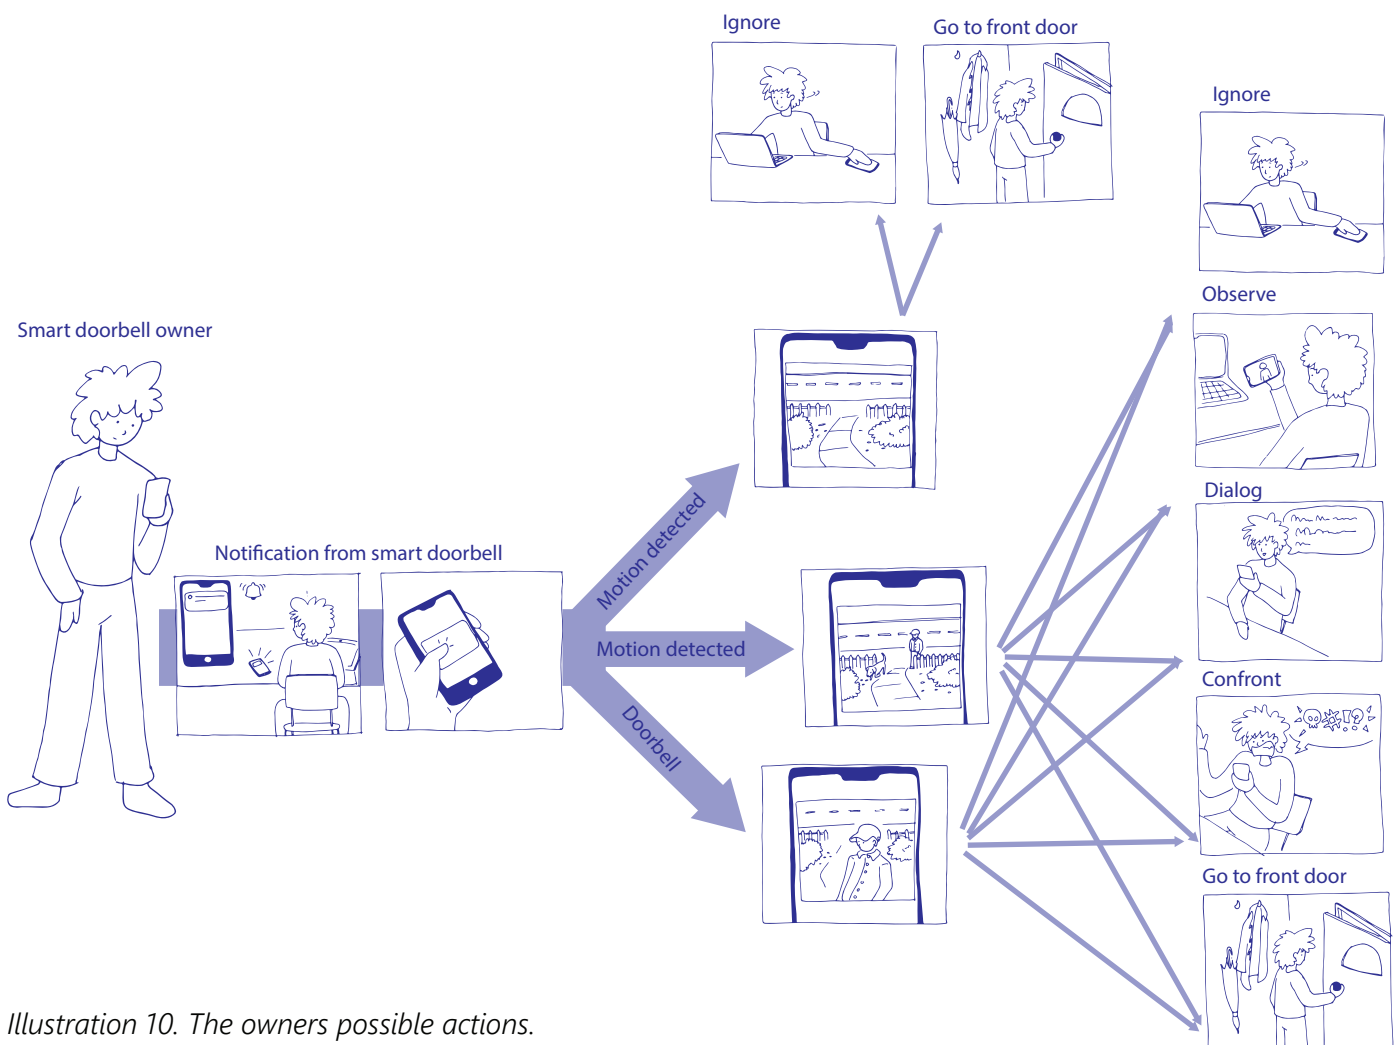 Ignore
Go to front door
Ignore
Observe
Smart doorbell owner
Dialog
Notification from smart doorbell
Motion detected
Motion detected
Doorbell
Confront
Go to front door
Illustration 10. The owners possible actions.